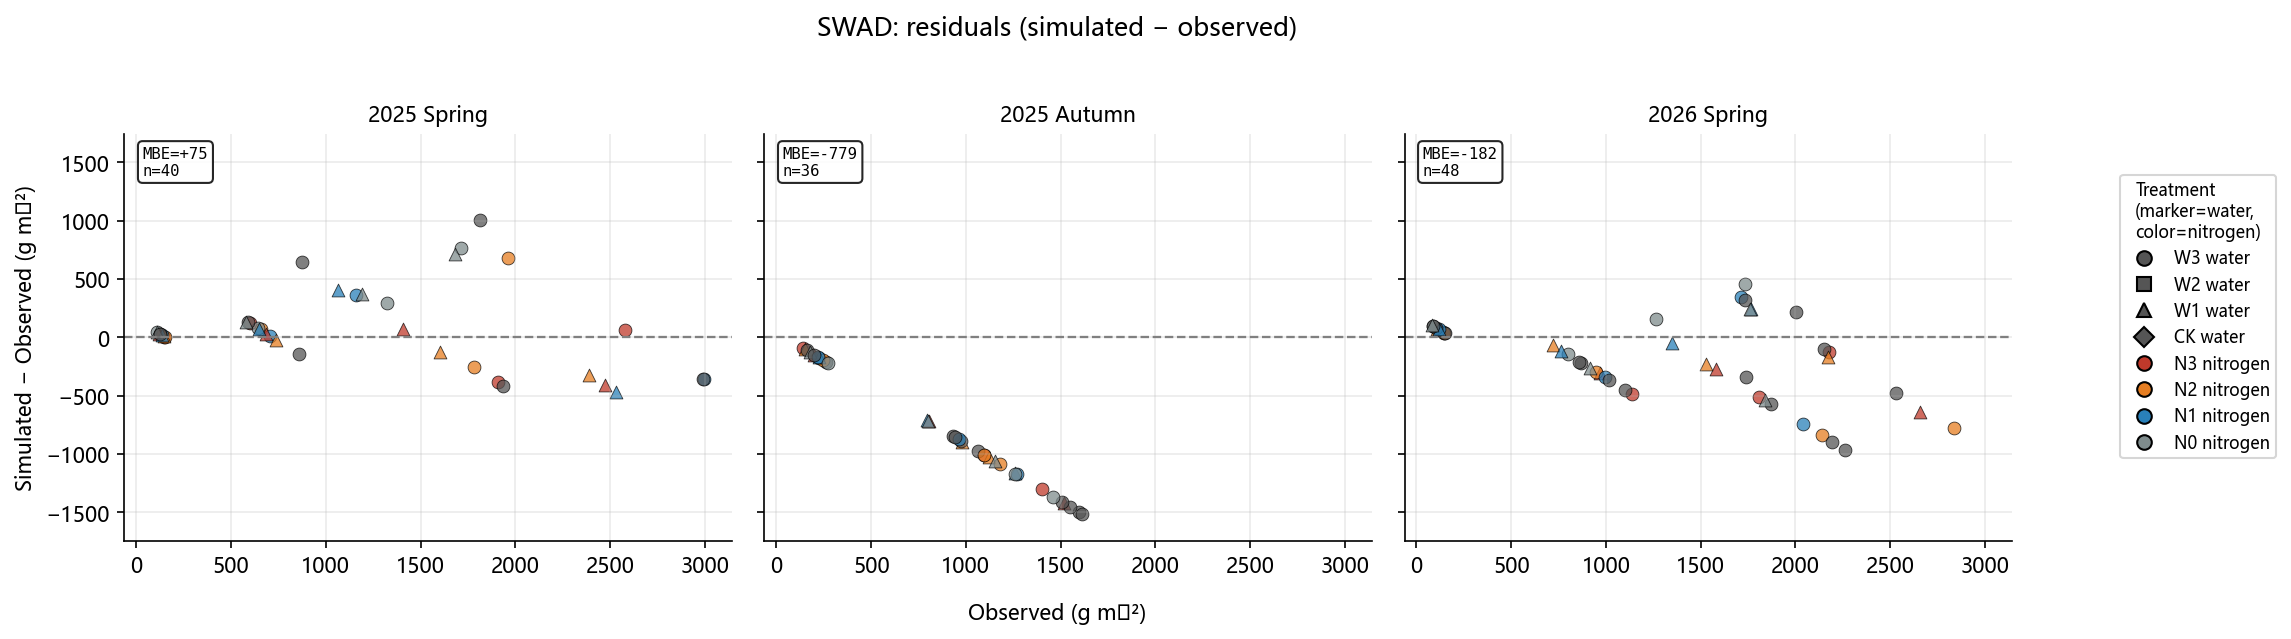 SWAD: residuals (simulated − observed)
2025 Spring
2025 Autumn
2026 Spring
MBE=+75
n=40
MBE=-779
n=36
MBE=-182
n=48
Simulated − Observed (g m□²)
1500
1000
500
0
−500
−1000
−1500
0 500 1000 1500 2000 2500 3000
0 500 1000 1500 2000 2500 3000
0 500 1000 1500 2000 2500 3000
Observed (g m□²)
Treatment
(marker=water,
color=nitrogen)
W3 water
W2 water
W1 water
CK water
N3 nitrogen
N2 nitrogen
N1 nitrogen
N0 nitrogen